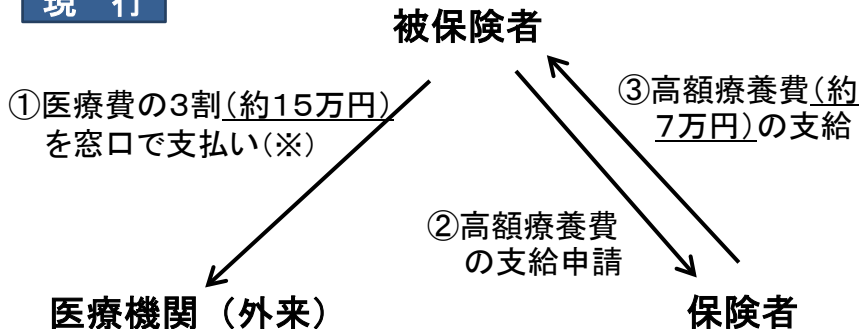 現　行
被保険者
①医療費の３割(約１５万円)
を窓口で支払い(※)
③高額療養費(約
７万円)の支給
②高額療養費
の支給申請
医療機関（外来）
保険者